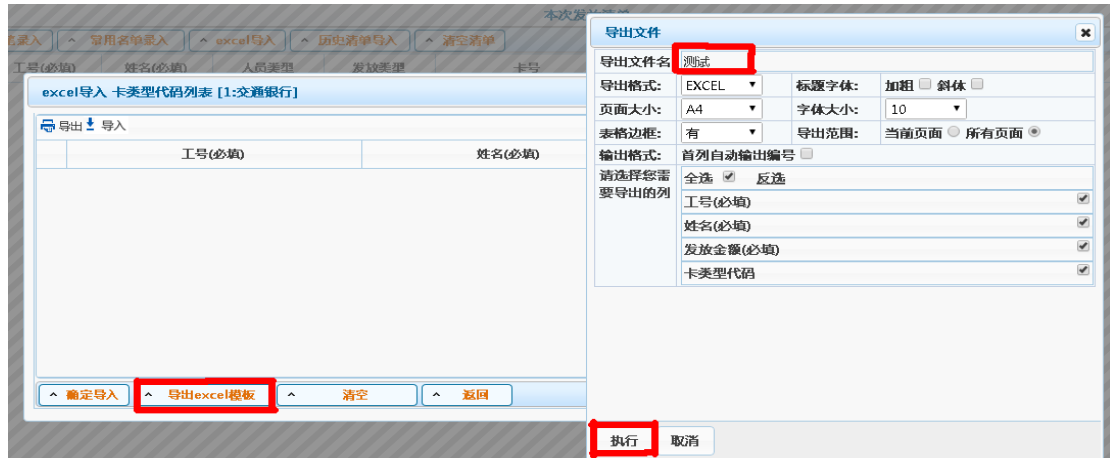 本次发放清单
录入 ^ 常用名单录入 ^ excel导入 ^ 历史清单导入 ^ 清空清单
工号(必填) 姓名(必填) 人员类型 发放类型 卡号
excel导入 卡类型代码列表 [1:交通银行]
导出 导入
工号(必填) 姓名(必填)
^ 确定导入 ^ 导出excel模板 ^ 清空 ^ 返回
导出文件
导出文件名 测试
导出格式: EXCEL 标题字体: 加粗 斜体
页面大小: A4 字体大小: 10
表格边框: 有 导出范围: 当前页面 所有页面
输出格式: 首列自动输出编号
请选择您需
要导出的列
全选 反选
工号(必填)
姓名(必填)
发放金额(必填)
卡类型代码
执行 取消